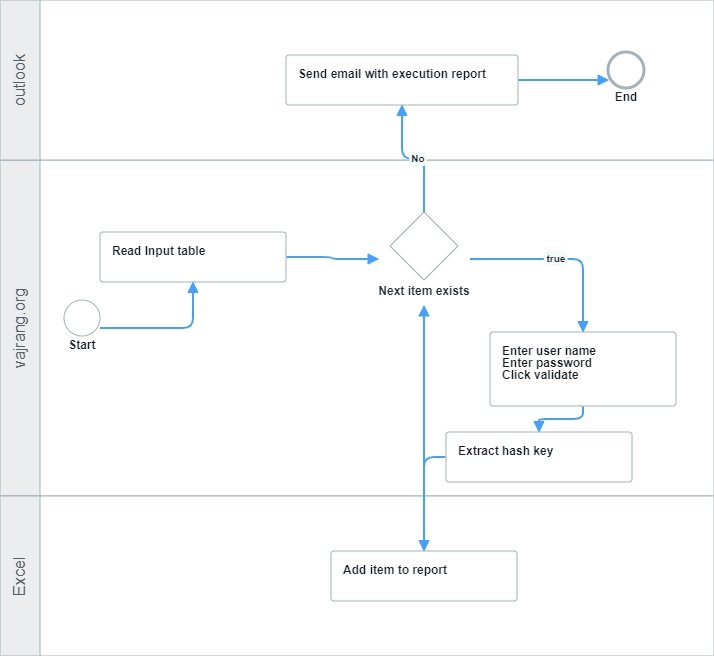 outlook
Send email with execution report
End
No
vajrang.org
Read Input table
Next item exists
true
Start
Enter user name
Enter password
Click validate
Extract hash key
Excel
Add item to report